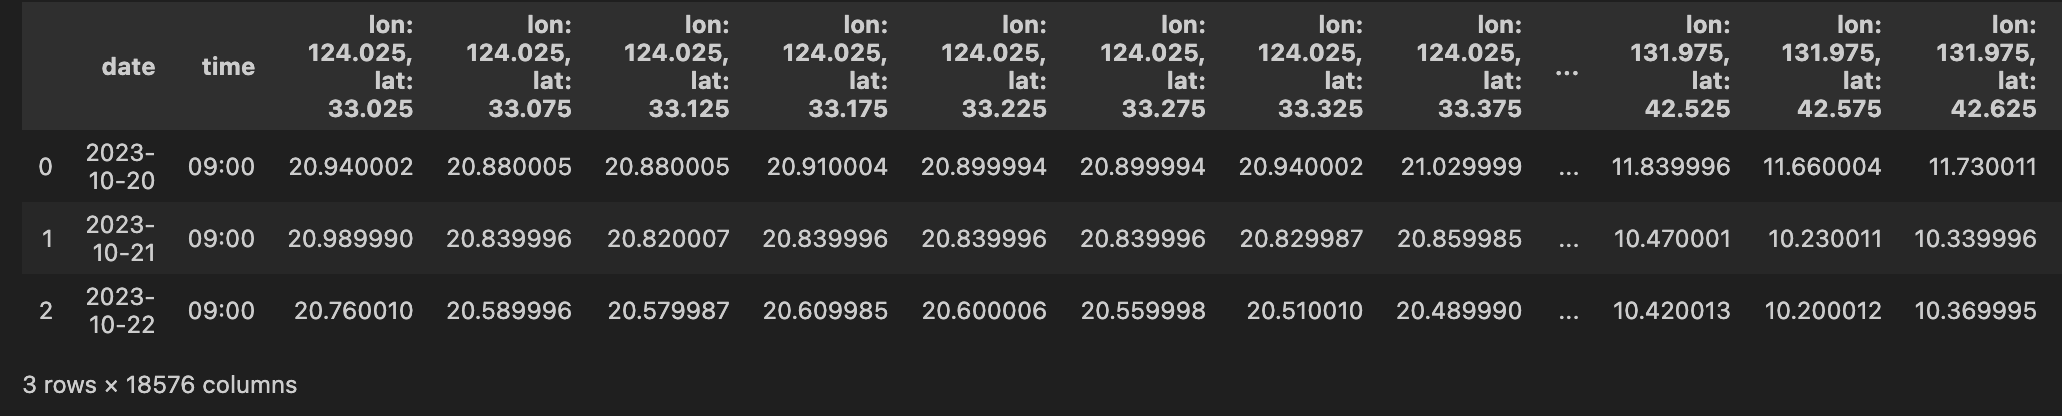 lon: lon: lon: lon: lon: lon: lon: lon: lon: lon: lon:
124.025, 124.025, 124.025, 124.025, 124.025, 124.025, 124.025, 124.025, 131.975, 131.975, 131.975,
date time ...
lat: lat: lat: lat: lat: lat: lat: lat: lat: lat: lat:
33.025 33.075 33.125 33.175 33.225 33.275 33.325 33.375 42.525 42.575 42.625
2023-
0 09:00 20.940002 20.880005 20.880005 20.910004 20.899994 20.899994 20.940002 21.029999 ... 11.839996 11.660004 11.730011
10-20
2023-
1 09:00 20.989990 20.839996 20.820007 20.839996 20.839996 20.839996 20.829987 20.859985 ... 10.470001 10.230011 10.339996
10-21
2023-
2 09:00 20.760010 20.589996 20.579987 20.609985 20.600006 20.559998 20.510010 20.489990 ... 10.420013 10.200012 10.369995
10-22
3 rows × 18576 columns